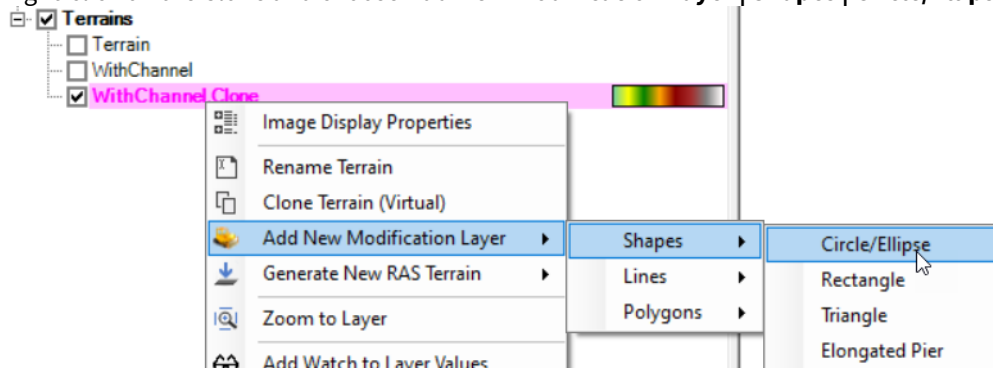 Terrains
Terrain
WithChannel
WithChannel Clone
Image Display Properties
Rename Terrain
Clone Terrain (Virtual)
Add New Modification Layer
Shapes
Circle/Ellipse
Generate New RAS Terrain
Lines
Rectangle
Zoom to Layer
Polygons
Triangle
Add Watch to Layer Values
Elongated Pier